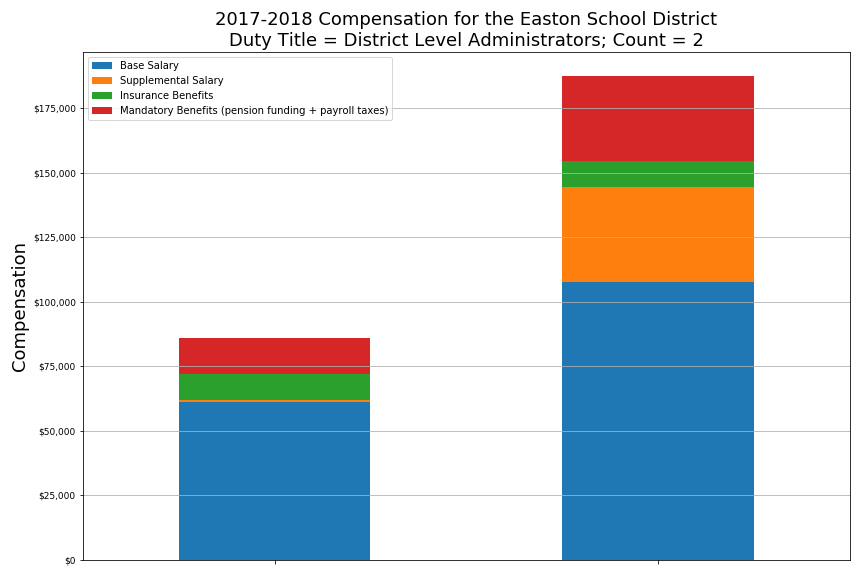 2017-2018 Compensation for the Easton School District
Duty Title = District Level Administrators; Count = 2
Base Salary
Supplemental Salary
Insurance Benefits
Mandatory Benefits (pension funding + payroll taxes)
$175,000
$150,000
$125,000
$100,000
$75,000
$50,000
$25,000
$0
Compensation